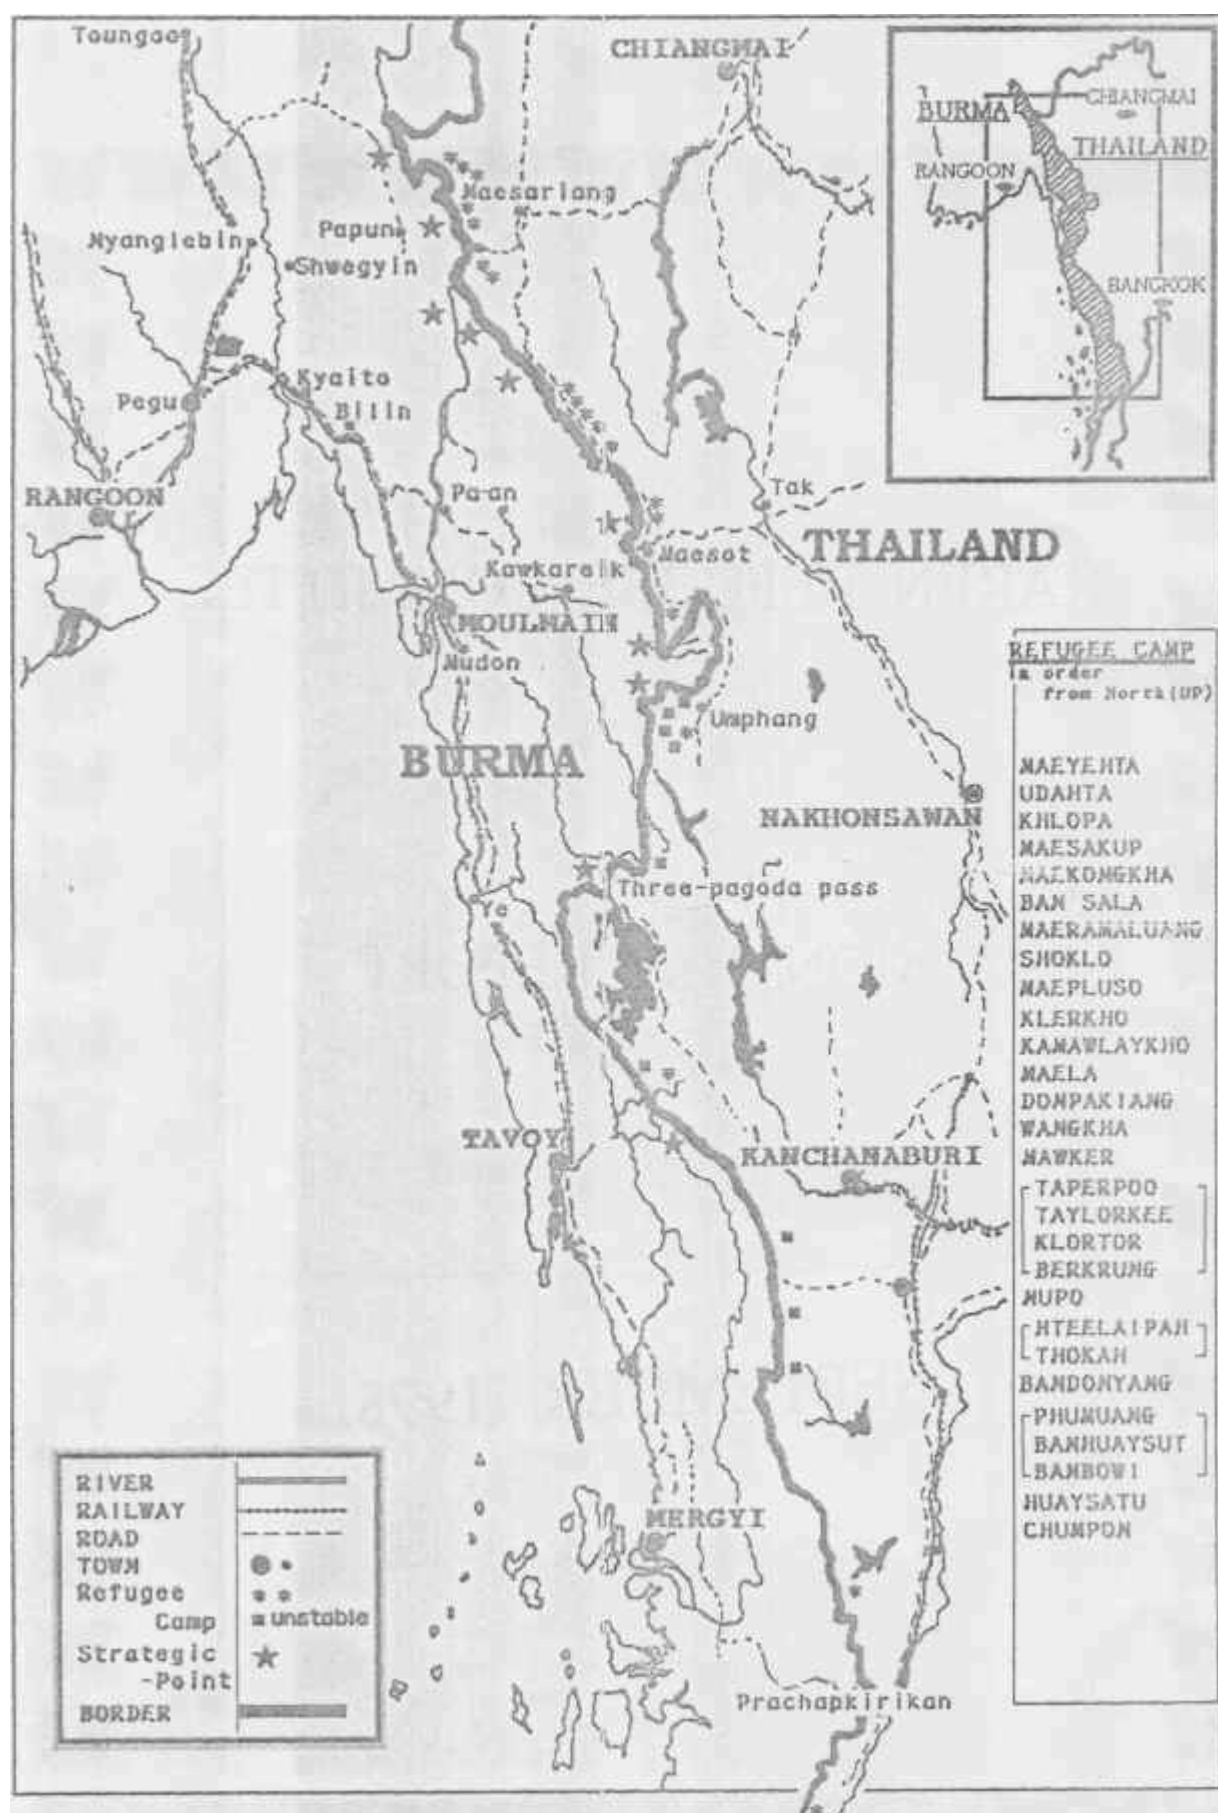 Toungoo
CHIANGMAI
Maesariang
Papun
Nyanglebin
Shwegyin
Kyaito
Pegu
Bilin
RANGOON
Pa-an
Tak
THAILAND
Maesot
Kawkareik
MOULMAIN
Mudon
Umphang
BURMA
NAKHONSAWAN
Three-pagoda pass
Ye
TAVOY
KANCHANABURI
MERGYI
Prachapkirikan
BURMA
CHIANGMAI
THAILAND
RANGOON
BANGKOK
REFUGEE CAMP
in order
from North(UP)
MAEYEHTA
UDAHTA
KHLOPA
MAESAKUP
MAEKONGKHA
BAN SALA
MAERAMALUANG
SHOKLO
MAEPLUSO
KLERKHO
KAMAWLAYKHO
MAELA
DONPAKIANG
WANGKHA
MAWKER
TAPERPOO
TAYLORKEE
KLORTOR
BERKRUNG
NUPO
HTEELAIPAH
THOKAH
BANDONYANG
PHUMUANG
BANHUAYSUT
BANBOWI
HUAYSATU
CHUMPON
RIVER
RAILWAY
ROAD
TOWN
Refugee
Camp unstable
Strategic
-Point
BORDER